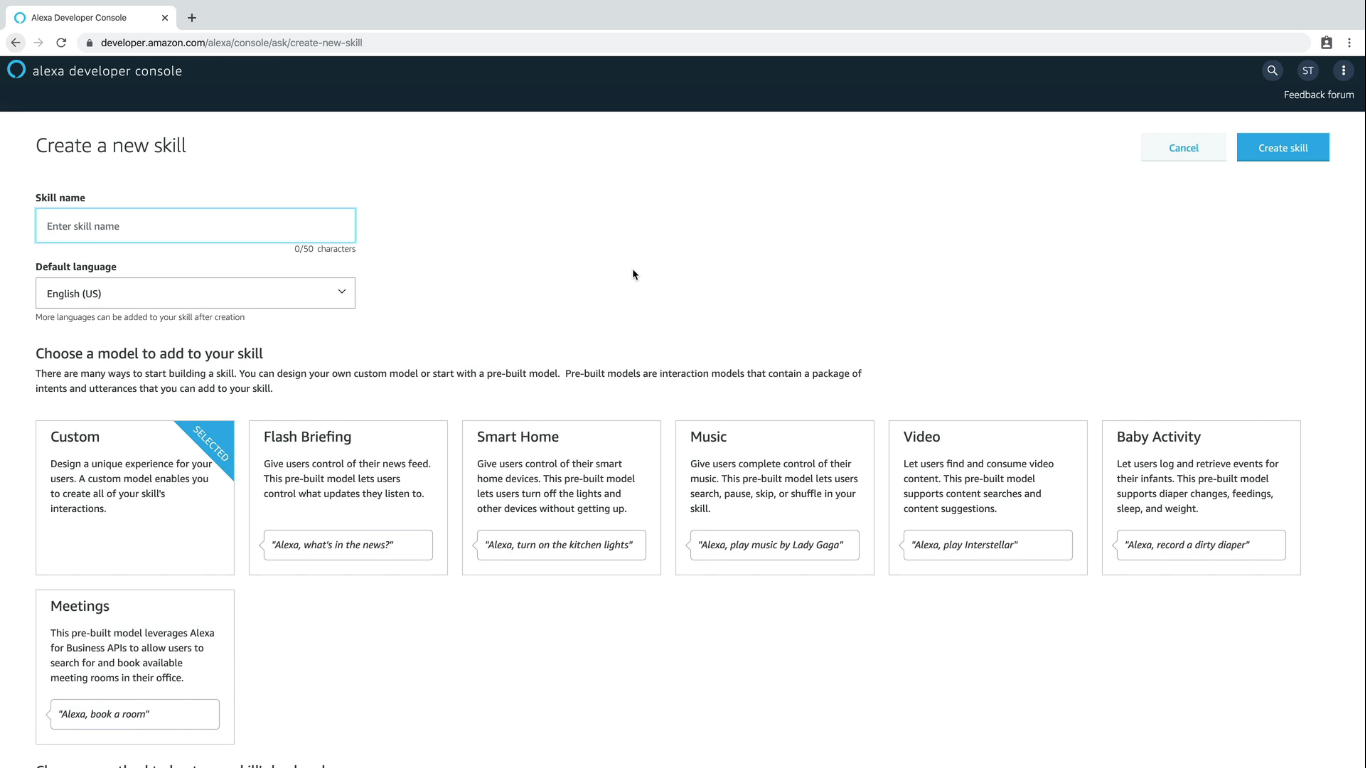 Alexa Developer Console
developer.amazon.com/alexa/console/ask/create-new-skill
alexa developer console
ST
Feedback forum
Create a new skill
Cancel
Create skill
Skill name
Enter skill name
0/50 characters
Default language
English (US)
More languages can be added to your skill after creation
Choose a model to add to your skill
There are many ways to start building a skill. You can design your own custom model or start with a pre-built model. Pre-built models are interaction models that contain a package of
intents and utterances that you can add to your skill.
Custom
SELECTED
Design a unique experience for your
users. A custom model enables you
to create all of your skill's
interactions.
Flash Briefing
Give users control of their news feed.
This pre-built model lets users
control what updates they listen to.
"Alexa, what's in the news?"
Smart Home
Give users control of their smart
home devices. This pre-built model
lets users turn off the lights and
other devices without getting up.
"Alexa, turn on the kitchen lights"
Music
Give users complete control of their
music. This pre-built model lets users
search, pause, skip, or shuffle in your
skill.
"Alexa, play music by Lady Gaga"
Video
Let users find and consume video
content. This pre-built model
supports content searches and
content suggestions.
"Alexa, play Interstellar"
Baby Activity
Let users log and retrieve events for
their infants. This pre-built model
supports diaper changes, feedings,
sleep, and weight.
"Alexa, record a dirty diaper"
Meetings
This pre-built model leverages Alexa
for Business APIs to allow users to
search for and book available
meeting rooms in their office.
"Alexa, book a room"